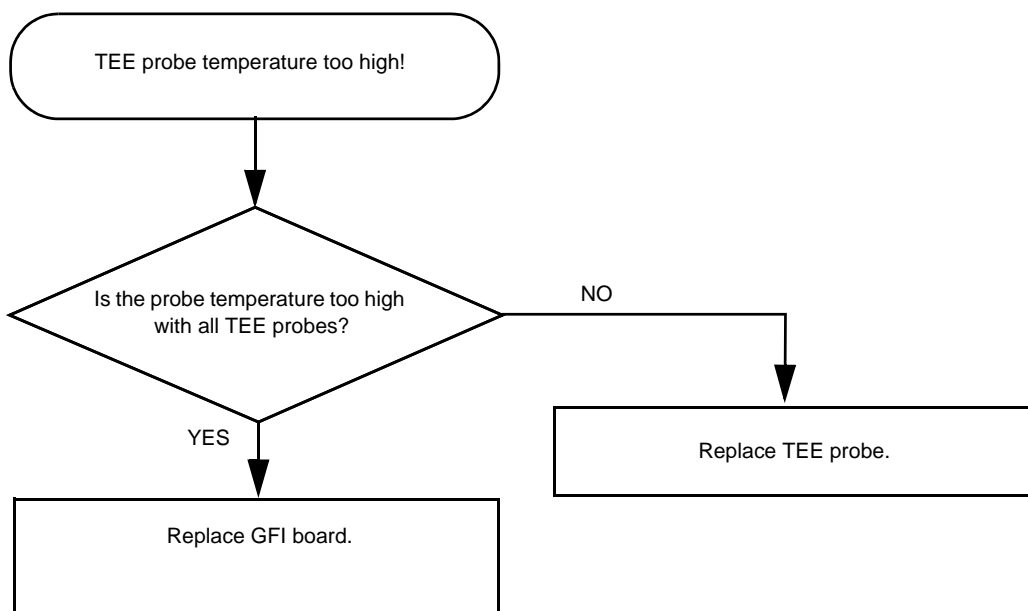 TEE probe temperature too high!
Is the probe temperature too high
with all TEE probes?
NO
YES
Replace TEE probe.
Replace GFI board.